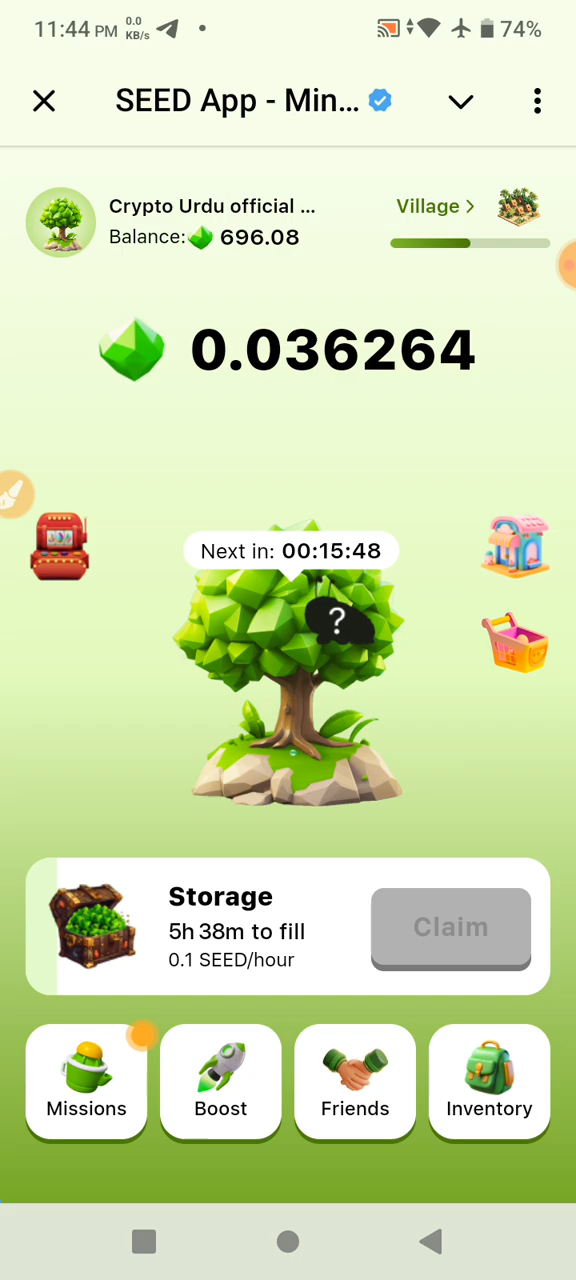 11:44 PM 0.0 KB/s 74%
SEED App - Min...
Crypto Urdu official ...
Balance: 696.08
Village >
0.036264
Next in: 00:15:48
?
Storage
5h 38m to fill
0.1 SEED/hour
Claim
Missions
Boost
Friends
Inventory